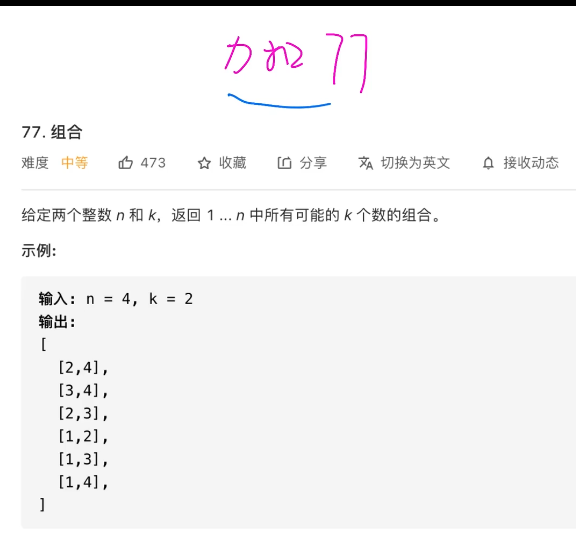 力扣 77
77. 组合
难度 中等 473 收藏 分享 切换为英文 接收动态
给定两个整数 n 和 k，返回 1 ... n 中所有可能的 k 个数的组合。
示例:
输入: n = 4, k = 2
输出:
[
[2,4],
[3,4],
[2,3],
[1,2],
[1,3],
[1,4],
]